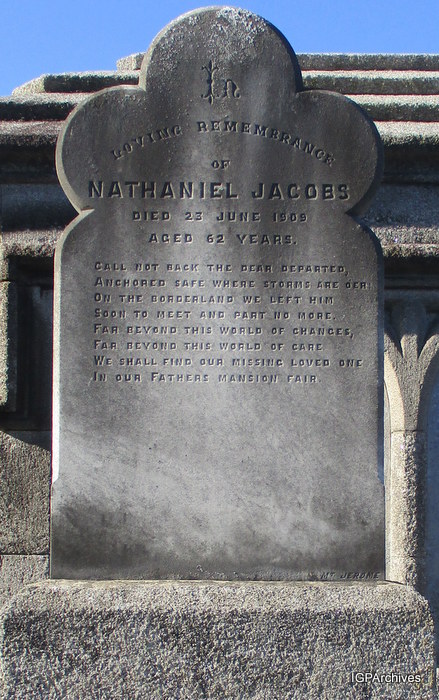 In
LOVING REMEMBRANCE
OF
NATHANIEL JACOBS
DIED 23 JUNE 1909
AGED 62 YEARS.
CALL NOT BACK THE DEAR DEPARTED,
ANCHORED SAFE WHERE STORMS ARE OER
ON THE BORDERLAND WE LEFT HIM
SOON TO MEET AND PART NO MORE.
FAR BEYOND THIS WORLD OF CHANGES,
FAR BEYOND THIS WORLD OF CARE
WE SHALL FIND OUR MISSING LOVED ONE
IN OUR FATHERS MANSION FAIR
MT JEROME
IGPArchives